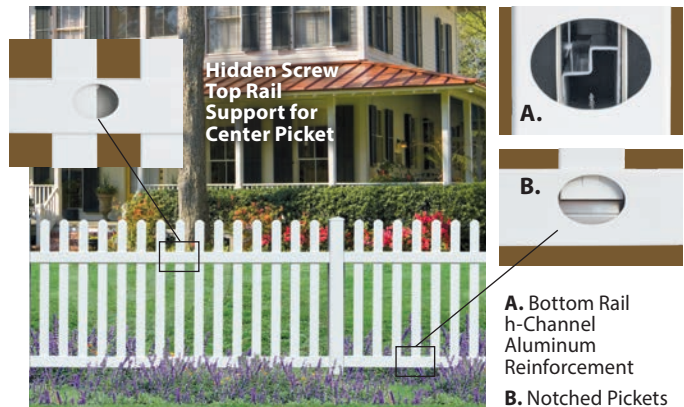 Hidden Screw
Top Rail
Support for
Center Picket
A.
B.
A. Bottom Rail
h-Channel
Aluminum
Reinforcement
B. Notched Pickets